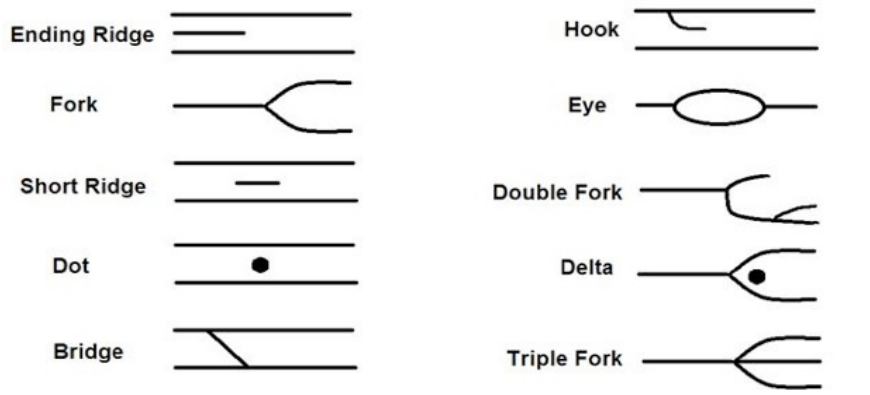 Ending Ridge
Fork
Short Ridge
Dot
Bridge
Hook
Eye
Double Fork
Delta
Triple Fork